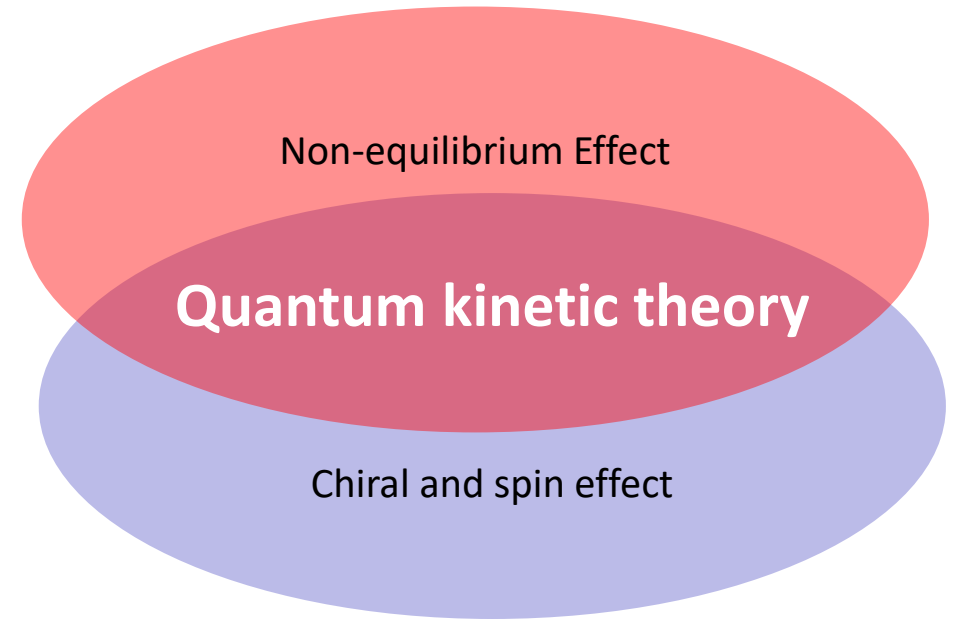 Non-equilibrium Effect
Quantum kinetic theory
Chiral and spin effect